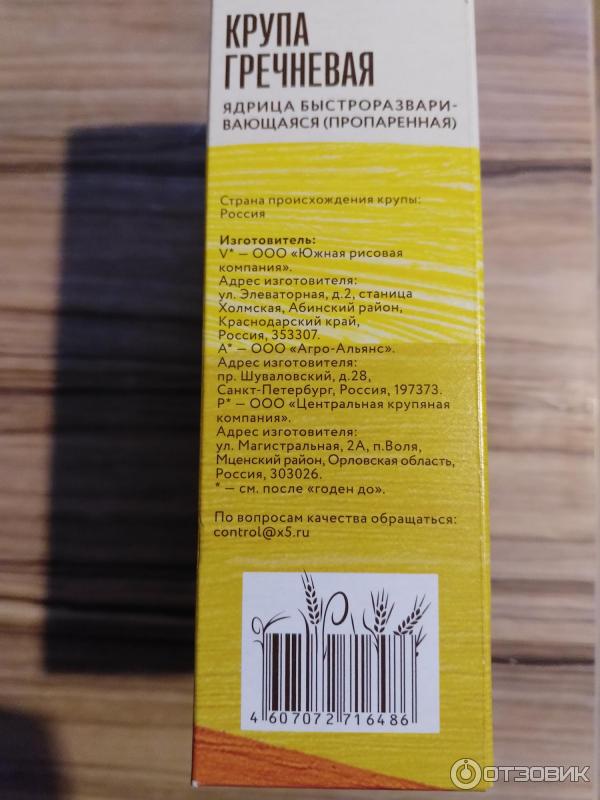 КРУПА
ГРЕЧНЕВАЯ
ЯДРИЦА БЫСТРОРАЗВАРИ-
ВАЮЩАЯСЯ (ПРОПАРЕННАЯ)
Страна происхождения крупы:
Россия
Изготовитель:
V* – ООО «Южная рисовая
компания».
Адрес изготовителя:
ул. Элеваторная, д.2, станица
Холмская, Абинский район,
Краснодарский край,
Россия, 353307.
А* – ООО «Агро-Альянс».
Адрес изготовителя:
пр. Шуваловский, д.28,
Санкт-Петербург, Россия, 197373.
Р* – ООО «Центральная крупяная
компания».
Адрес изготовителя:
ул. Магистральная, 2А, п.Воля,
Мценский район, Орловская область,
Россия, 303026.
* – см. после «годен до».
По вопросам качества обращаться:
control@x5.ru
4 607072 716486
ОТЗОВИК